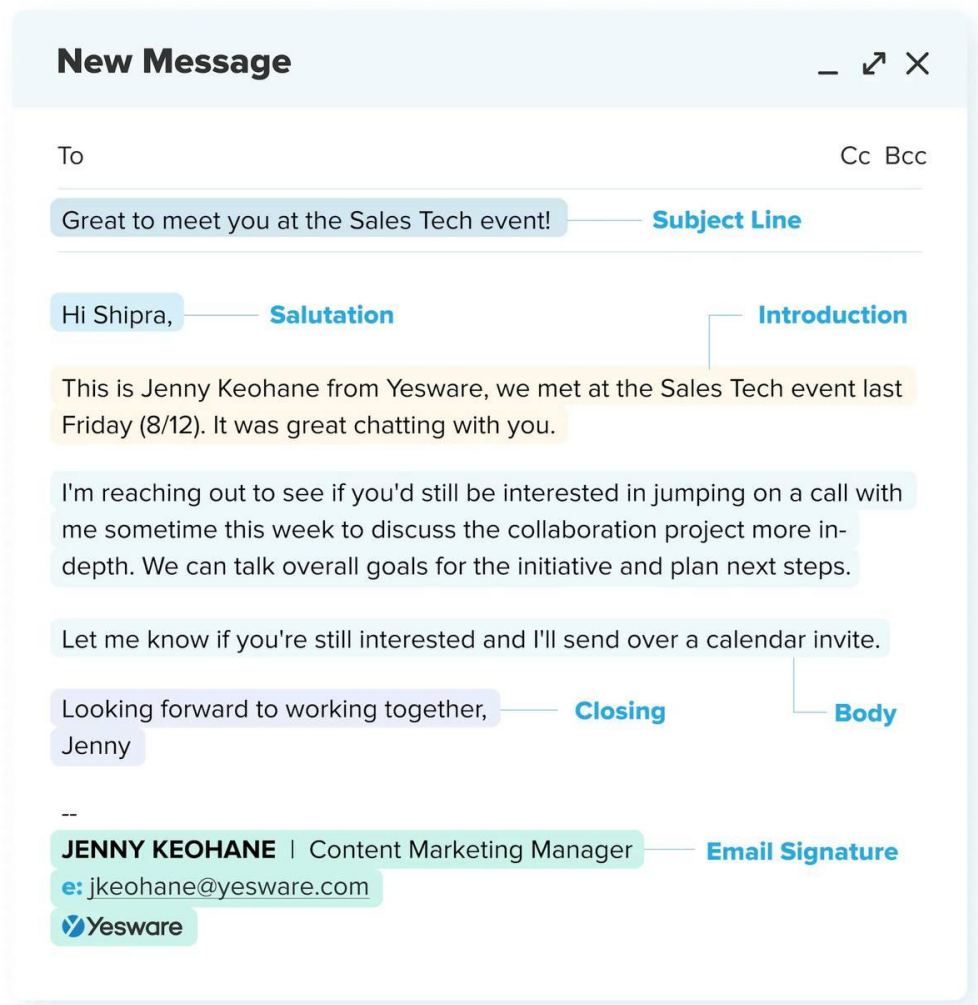 New Message
To Cc Bcc
Great to meet you at the Sales Tech event! Subject Line
Hi Shipra, Salutation Introduction
This is Jenny Keohane from Yesware, we met at the Sales Tech event last
Friday (8/12). It was great chatting with you.
I'm reaching out to see if you'd still be interested in jumping on a call with
me sometime this week to discuss the collaboration project more in-
depth. We can talk overall goals for the initiative and plan next steps.
Let me know if you're still interested and I'll send over a calendar invite.
Looking forward to working together, Closing Body
Jenny
--
JENNY KEOHANE | Content Marketing Manager Email Signature
e: jkeohane@yesware.com
Yesware